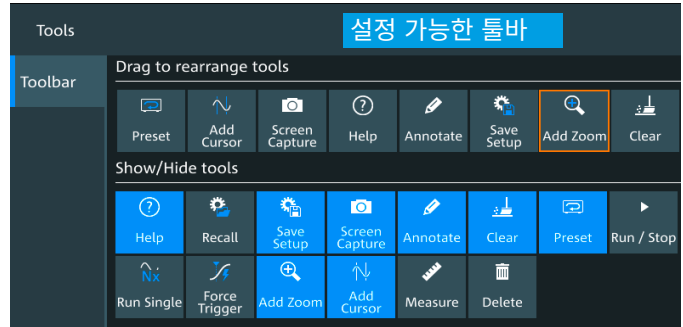 Tools
설정 가능한 툴바
Toolbar
Drag to rearrange tools
Preset
Add
Cursor
Screen
Capture
Help
Annotate
Save
Setup
Add Zoom
Clear
Show/Hide tools
Help
Recall
Save
Setup
Screen
Capture
Annotate
Clear
Preset
Run / Stop
Nx
Run Single
Force
Trigger
Add Zoom
Add
Cursor
Measure
Delete